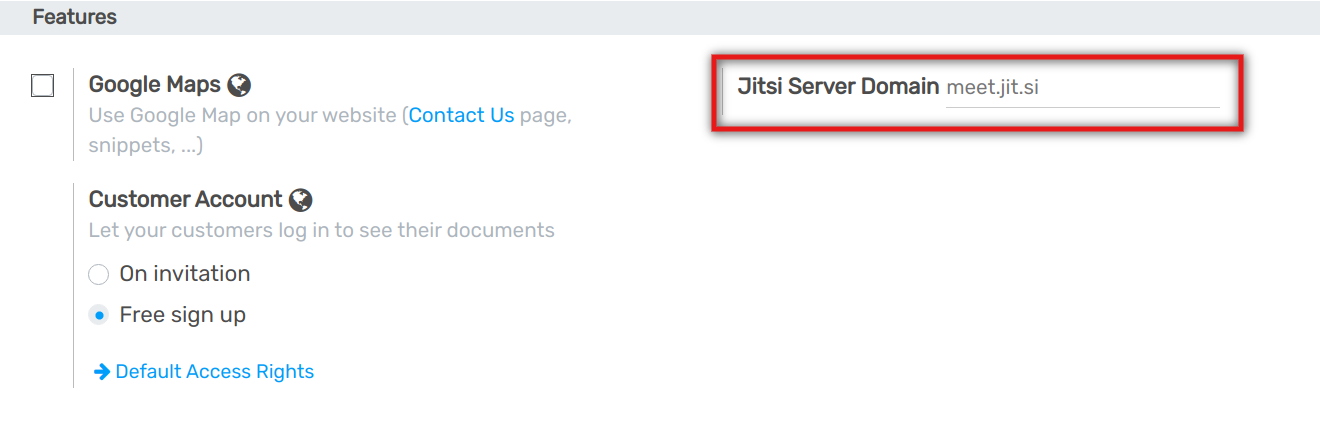 Features
Google Maps
Use Google Map on your website (Contact Us page,
snippets, ...)
Jitsi Server Domain meet.jit.si
Customer Account
Let your customers log in to see their documents
On invitation
Free sign up
Default Access Rights